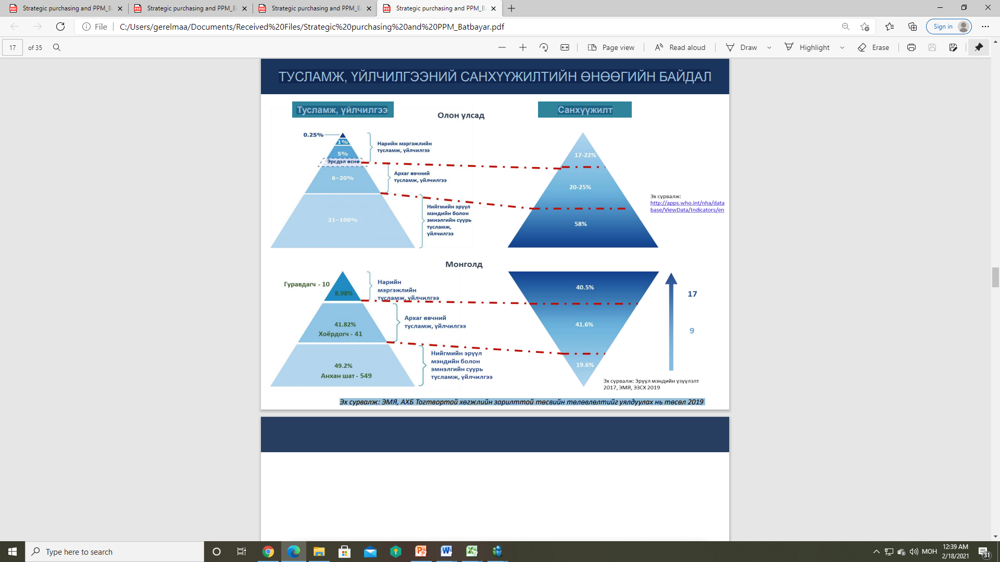 Strategic purchasing and PPM_B
Strategic purchasing and PPM_B
Strategic purchasing and PPM_B
Strategic purchasing and PPM_B
File
C:/Users/gerelmaa/Documents/Received%20Files/Strategic%20purchasing%20and%20PPM_Batbayar.pdf
Sign in
17 of 35
Page view
Read aloud
Draw
Highlight
Erase
ТУСЛАМЖ, ҮЙЛЧИЛГЭЭНИЙ САНХҮҮЖИЛТИЙН ӨНӨӨГИЙН БАЙДАЛ
Тусламж, үйлчилгээ
Олон улсад
Санхүүжилт
0.25%
1%
5%
Эрсдэл өснө
6–20%
21–100%
Нарийн мэргэжлийн
тусламж, үйлчилгээ
Архаг өвчний
тусламж, үйлчилгээ
Нийгмийн эрүүл
мэндийн болон
эмнэлгийн суурь
тусламж,
үйлчилгээ
17-22%
20-25%
58%
Эх сурвалж:
http://apps.who.int/nha/data
base/ViewData/Indicators/en
Монголд
Гуравдагч - 10
8.98%
41.82%
Хоёрдогч - 41
49.2%
Анхан шат - 549
Нарийн
мэргэжлийн
тусламж, үйлчилгээ
Архаг өвчний
тусламж, үйлчилгээ
Нийгмийн эрүүл
мэндийн болон
эмнэлгийн суурь
тусламж, үйлчилгээ
40.5%
41.6%
19.6%
17
9
Эх сурвалж: Эрүүл мэндийн үзүүлэлт
2017, ЭМЯ, ЭЗСХ 2019
Эх сурвалж: ЭМЯ, АХБ Тогтвортой хөгжлийн зорилттой төсвийн төлөвлөлтийг уялдуулах нь төсөл 2019
Type here to search
МОН
12:39 AM
2/18/2021
31